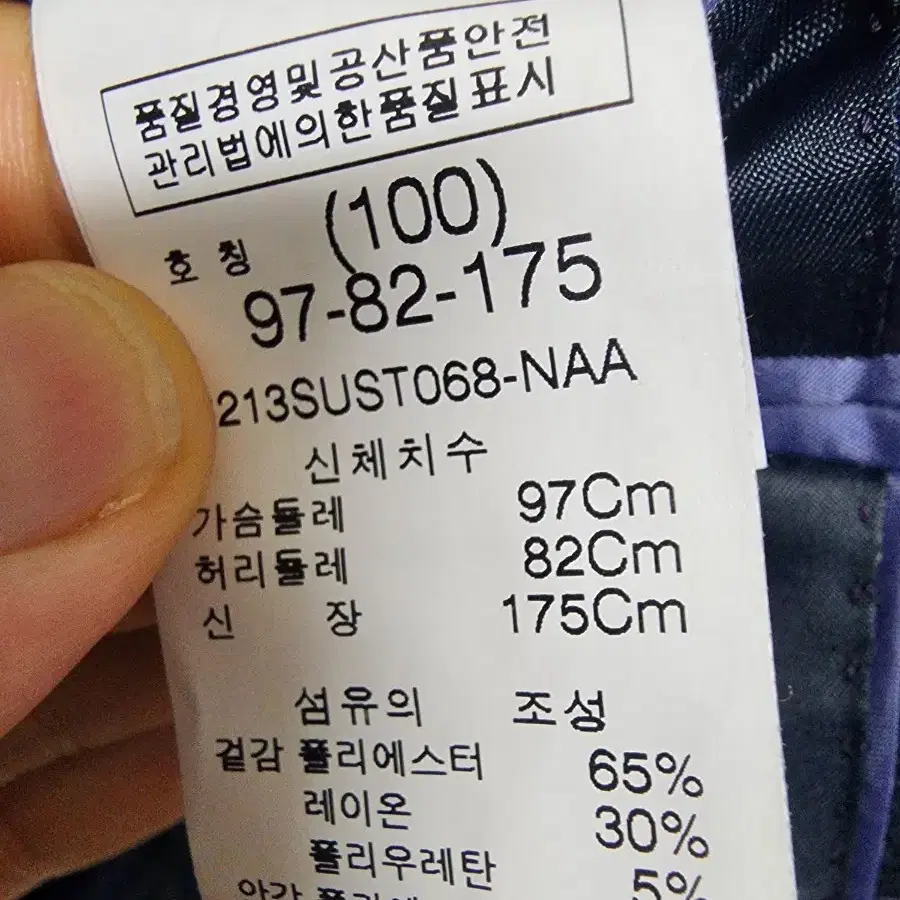 품질경영및공산품안전
관리법에의한품질표시
호 칭 (100)
97-82-175
213SUST068-NAA
신체치수
가슴둘레 97Cm
허리둘레 82Cm
신 장 175Cm
섬유의 조성
겉감 폴리에스터 65%
레이온 30%
폴리우레탄 5%
안감